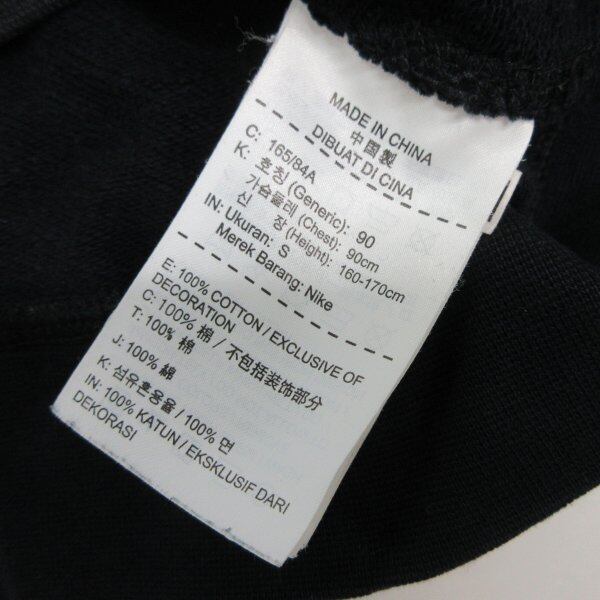 MADE IN CHINA
中国製
DIBUAT DI CINA
C: 165/84A
K: 호칭 (Generic): 90
가슴둘레 (Chest): 90cm
신 장 (Height): 160-170cm
IN: Ukuran: S
Merek Barang: Nike
E: 100% COTTON / EXCLUSIVE OF
DECORATION
C: 100% 棉 / 不包括装饰部分
T: 100% 棉
J: 100% 綿
K: 섬유혼용율 / 100% 면
IN: 100% KATUN / EKSKLUSIF DARI
DEKORASI